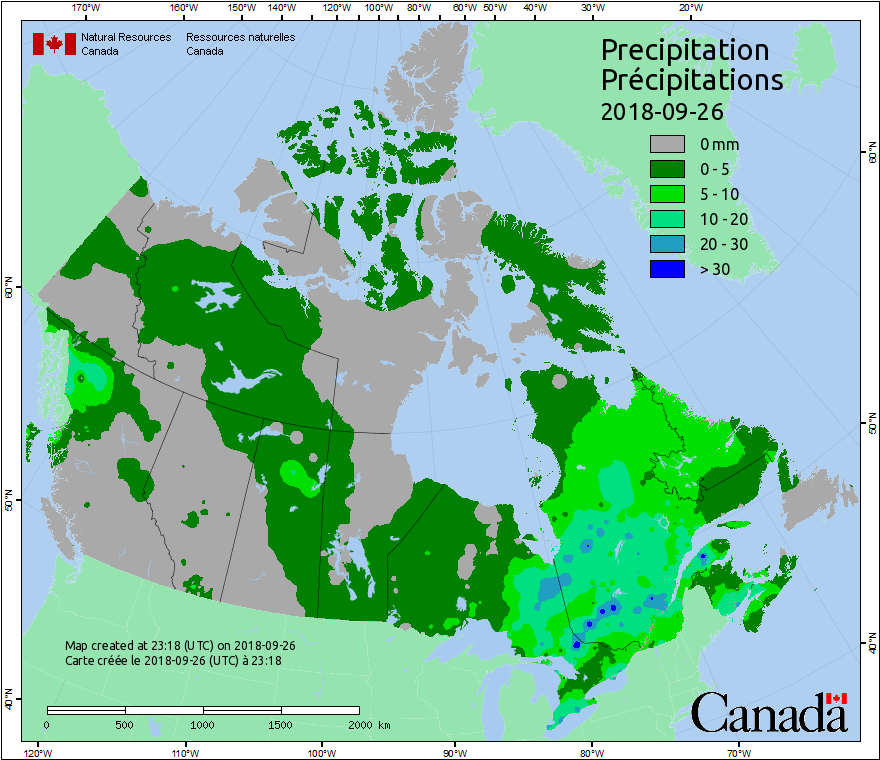 170°W 160°W 150°W 140°W 130°W 120°W 110°W 100°W 90°W 80°W 60°W 50°W 40°W 30°W 20°W
Natural Resources Canada
Ressources naturelles Canada
Precipitation
Précipitations
2018-09-26
0 mm
0 - 5
5 - 10
10 - 20
20 - 30
> 30
60°N
60°N
50°N
50°N
40°N
40°N
Map created at 23:18 (UTC) on 2018-09-26
Carte créée le 2018-09-26 (UTC) à 23:18
0 500 1000 1500 2000 km
Canada
120°W 110°W 100°W 90°W 80°W 70°W